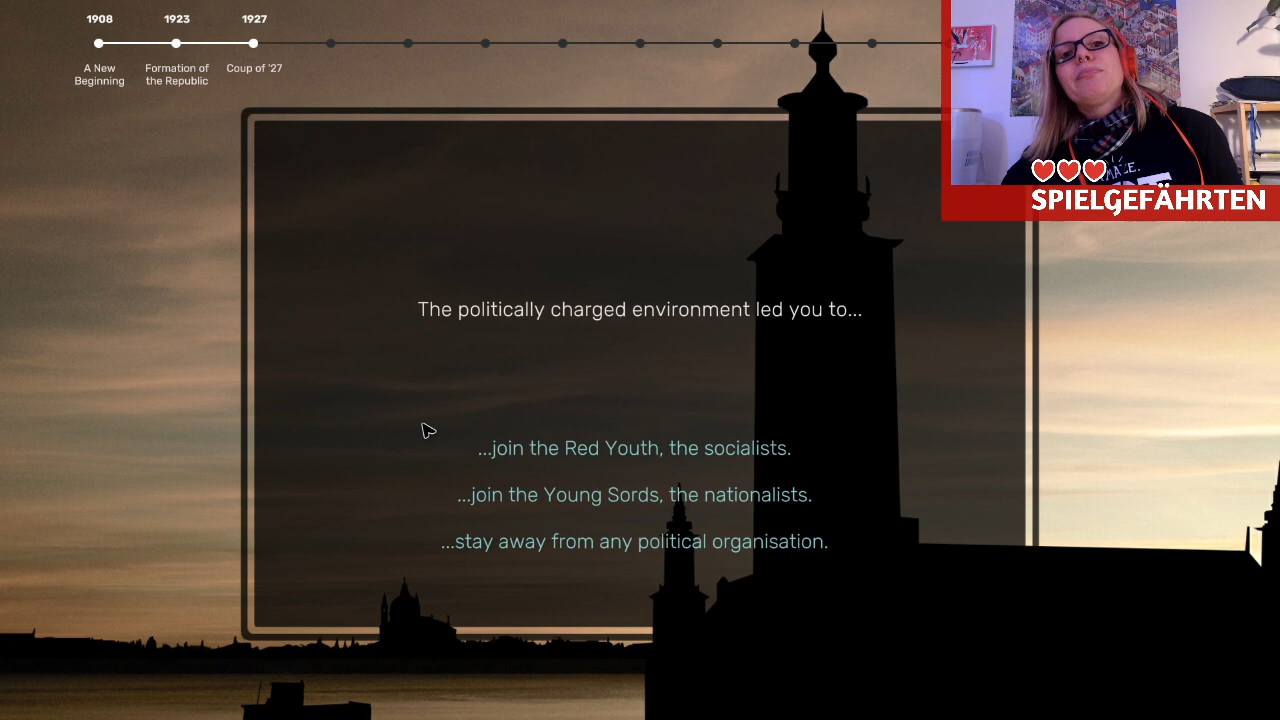 1908
1923
1927
A New
Beginning
Formation of
the Republic
Coup of '27
The politically charged environment led you to...
...join the Red Youth, the socialists.
...join the Young Sords, the nationalists.
...stay away from any political organisation.
SPIELGEFÄHRTEN